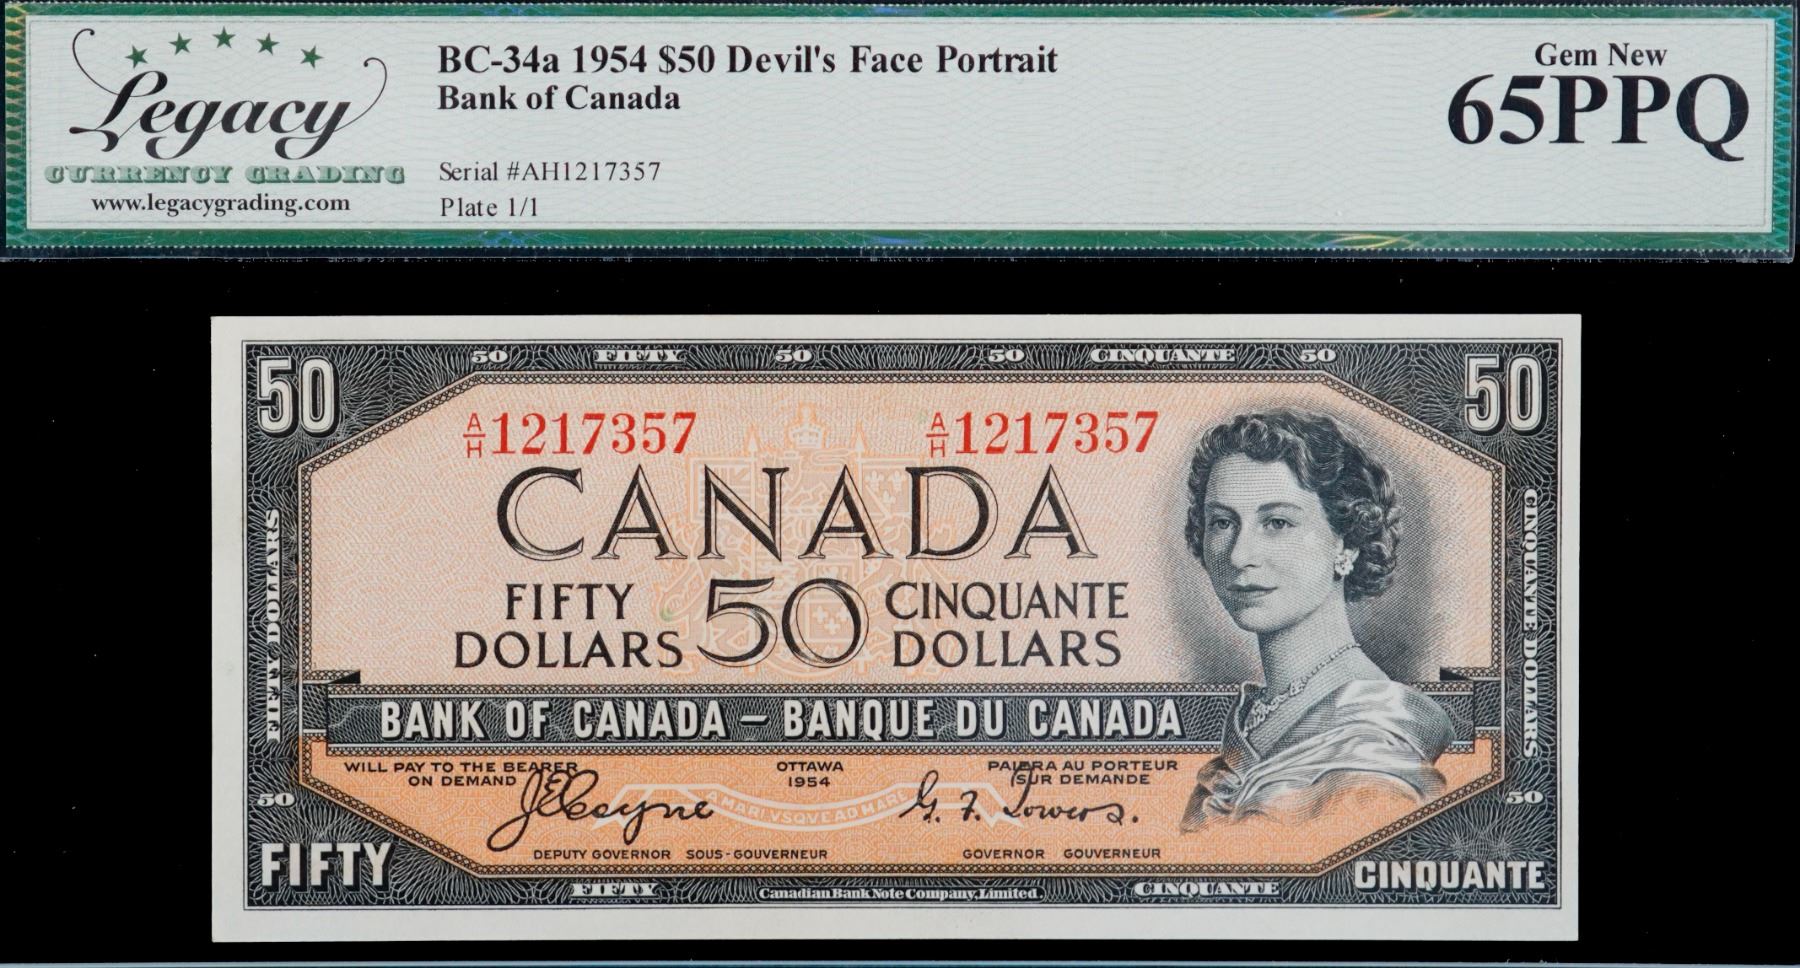 Legacy
CURRENCY GRADING
www.legacygrading.com
BC-34a 1954 $50 Devil's Face Portrait
Bank of Canada
Serial #AH1217357
Plate 1/1
Gem New
65PPQ
50 50 FIFTY 50 50 CINQUANTE 50 50
A/H 1217357 A/H 1217357
CANADA
FIFTY DOLLARS
50
CINQUANTE DOLLARS
FIFTY DOLLARS
CINQUANTE DOLLARS
BANK OF CANADA – BANQUE DU CANADA
WILL PAY TO THE BEARER
ON DEMAND
OTTAWA
1954
PAIERA AU PORTEUR
SUR DEMANDE
J E Coyne
A MARI VSQVE AD MARE
G. F. Towers.
50 50
DEPUTY GOVERNOR SOUS-GOUVERNEUR
GOVERNOR GOUVERNEUR
FIFTY
CINQUANTE
FIFTY
Canadian Bank Note Company, Limited.
CINQUANTE